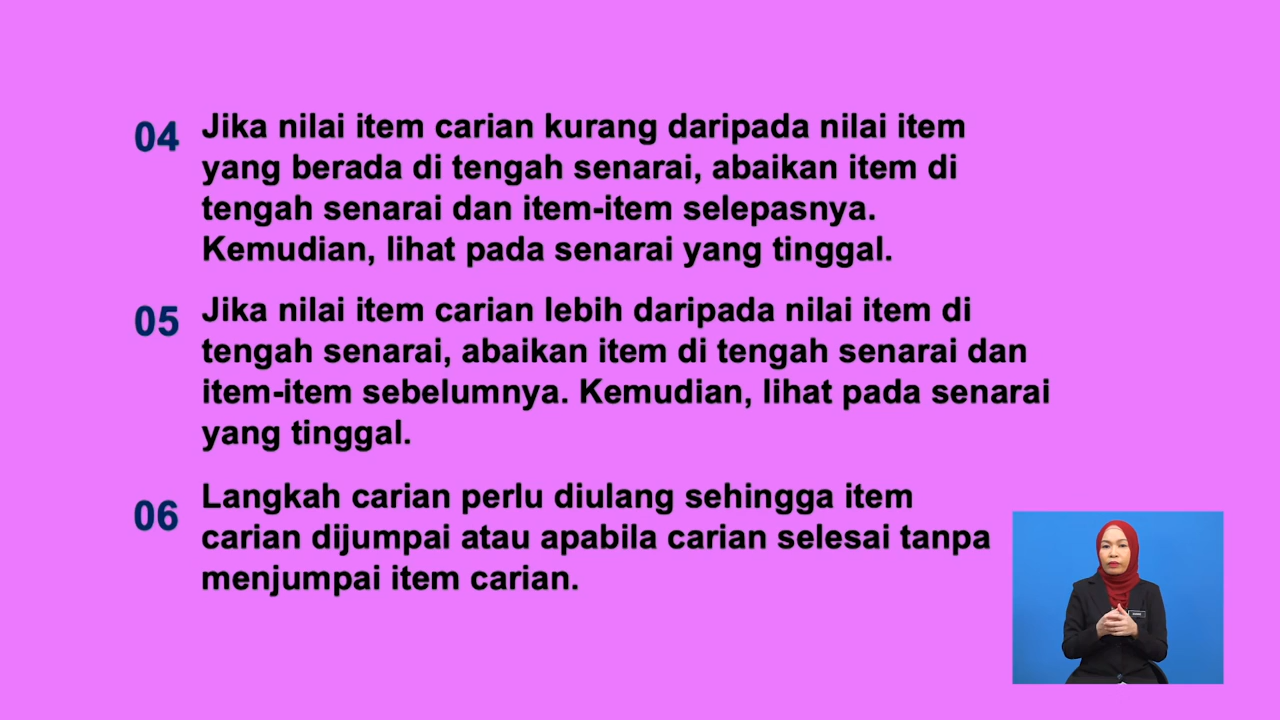 04
Jika nilai item carian kurang daripada nilai item
yang berada di tengah senarai, abaikan item di
tengah senarai dan item-item selepasnya.
Kemudian, lihat pada senarai yang tinggal.
05
Jika nilai item carian lebih daripada nilai item di
tengah senarai, abaikan item di tengah senarai dan
item-item sebelumnya. Kemudian, lihat pada senarai
yang tinggal.
06
Langkah carian perlu diulang sehingga item
carian dijumpai atau apabila carian selesai tanpa
menjumpai item carian.